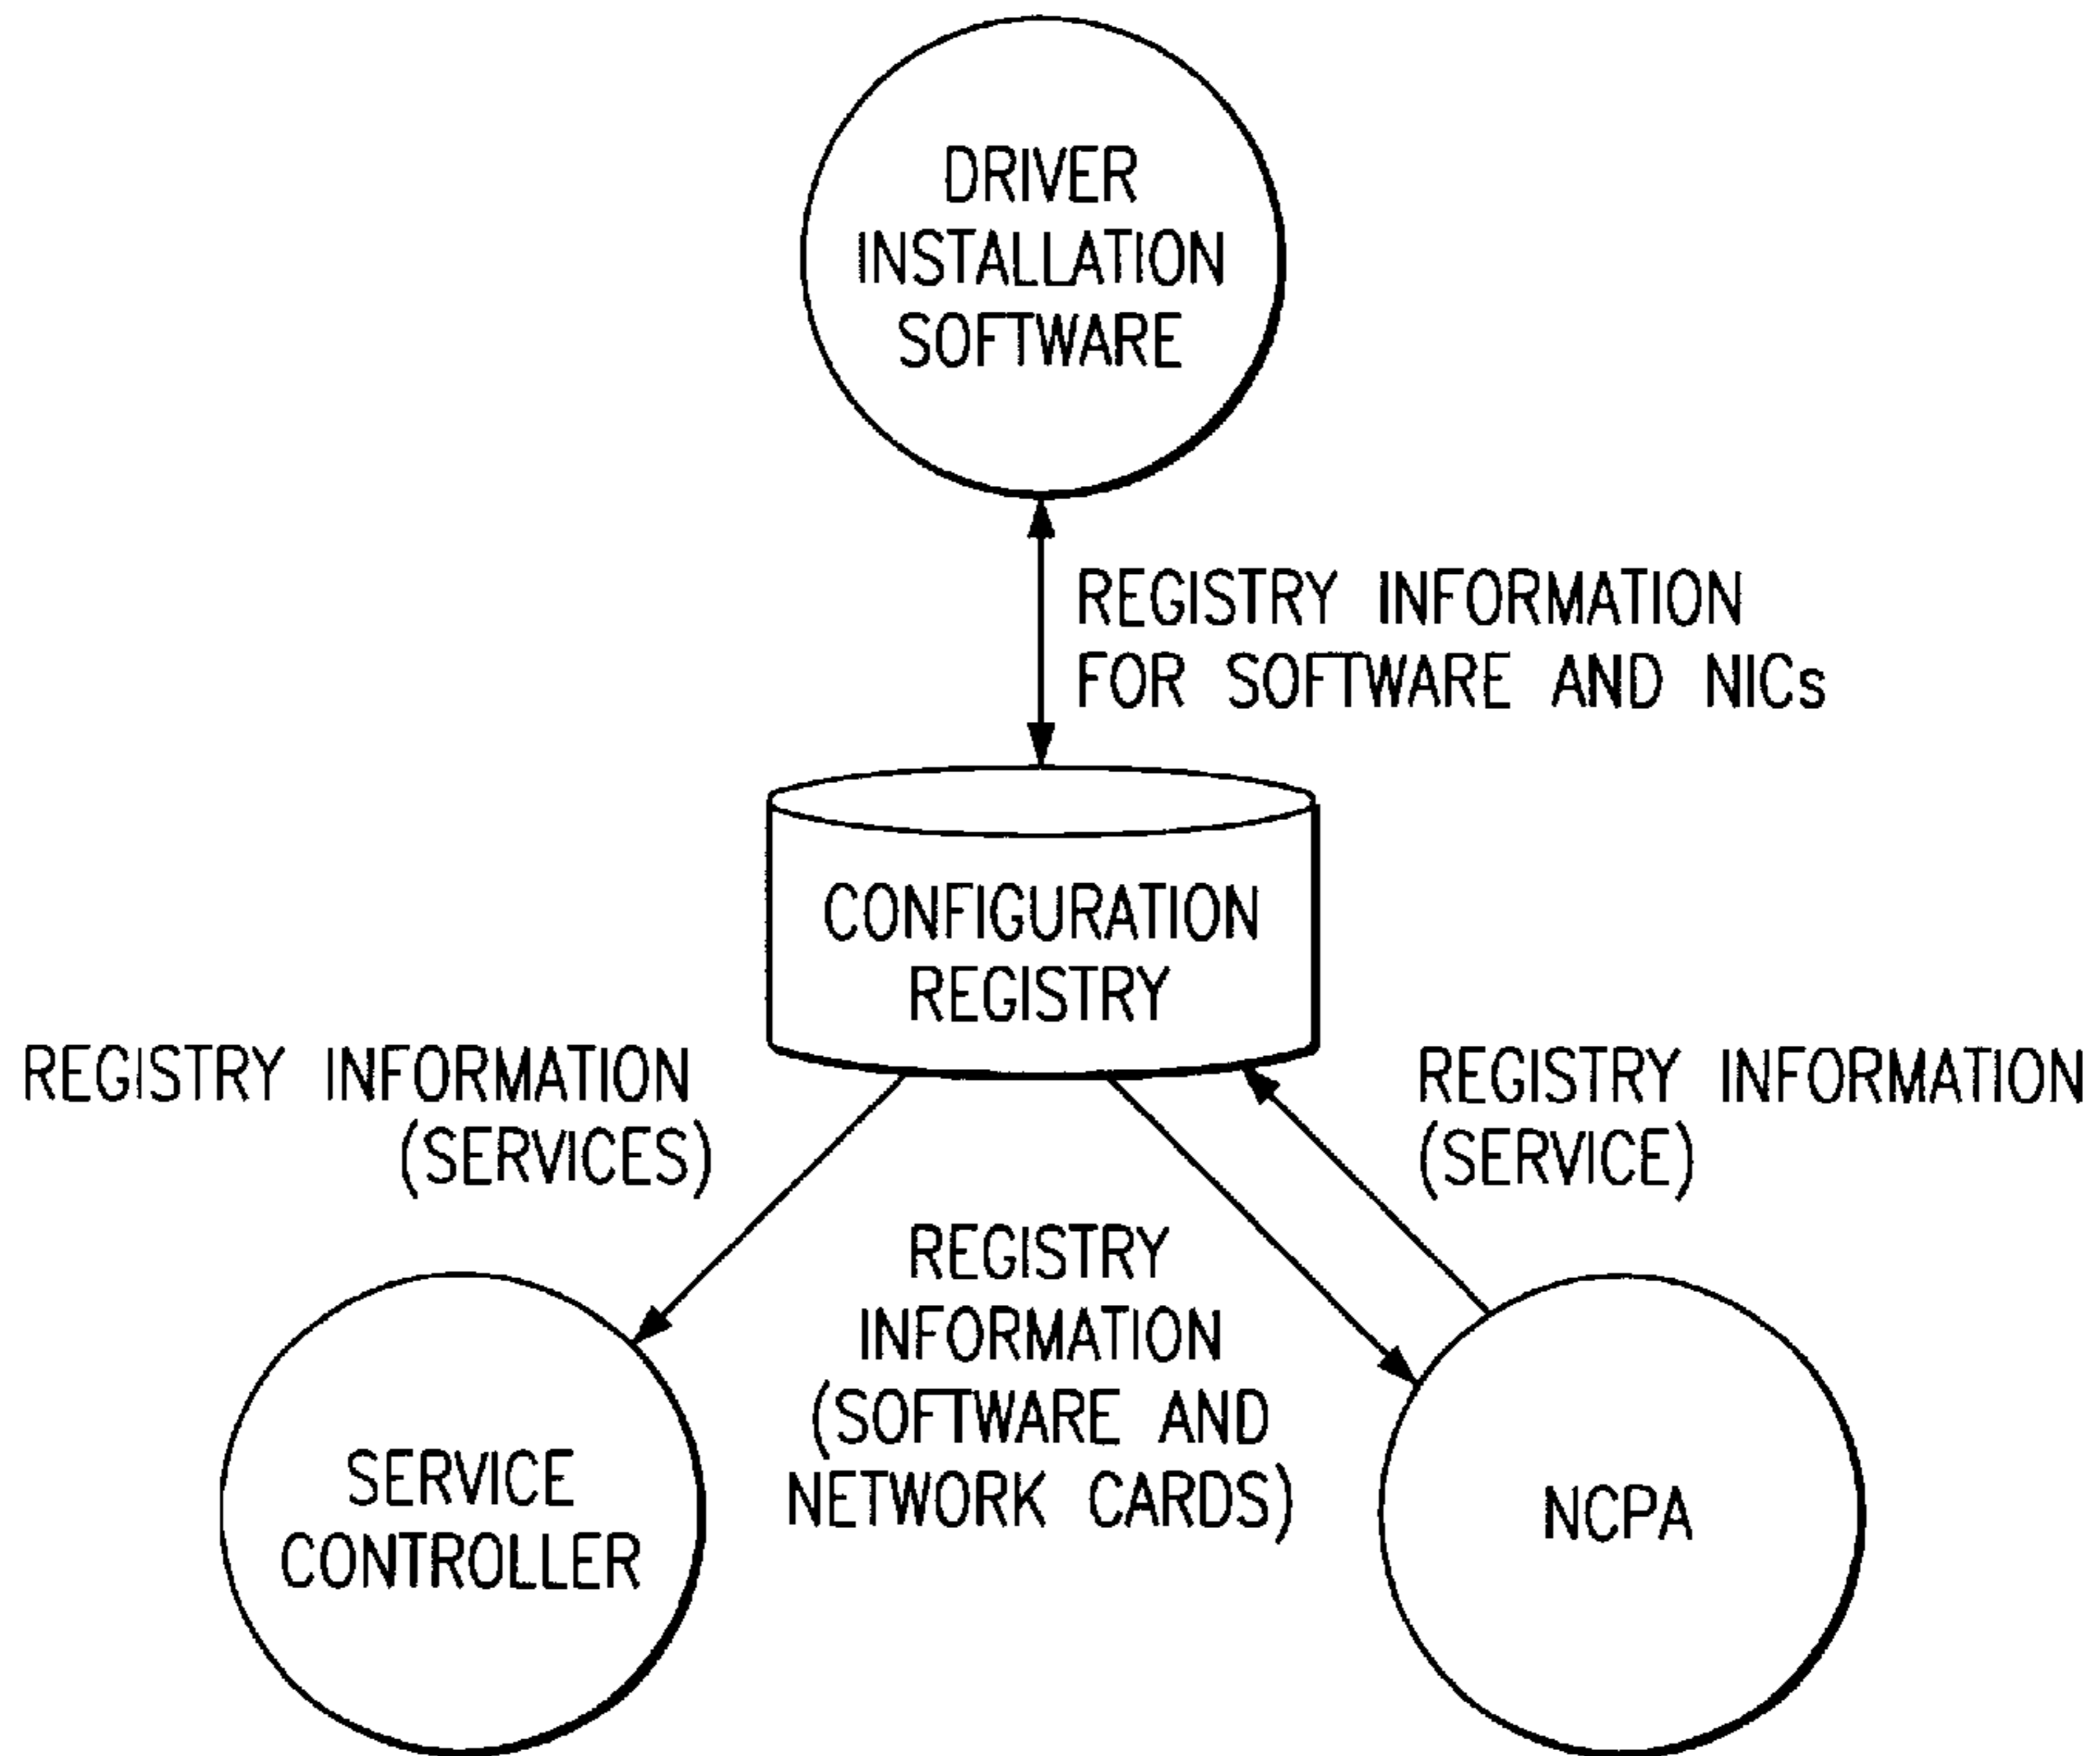 DRIVER
INSTALLATION
SOFTWARE
REGISTRY INFORMATION
FOR SOFTWARE AND NICs
CONFIGURATION
REGISTRY
REGISTRY INFORMATION
(SERVICES)
REGISTRY INFORMATION
(SERVICE)
REGISTRY
INFORMATION
(SOFTWARE AND
NETWORK CARDS)
SERVICE
CONTROLLER
NCPA